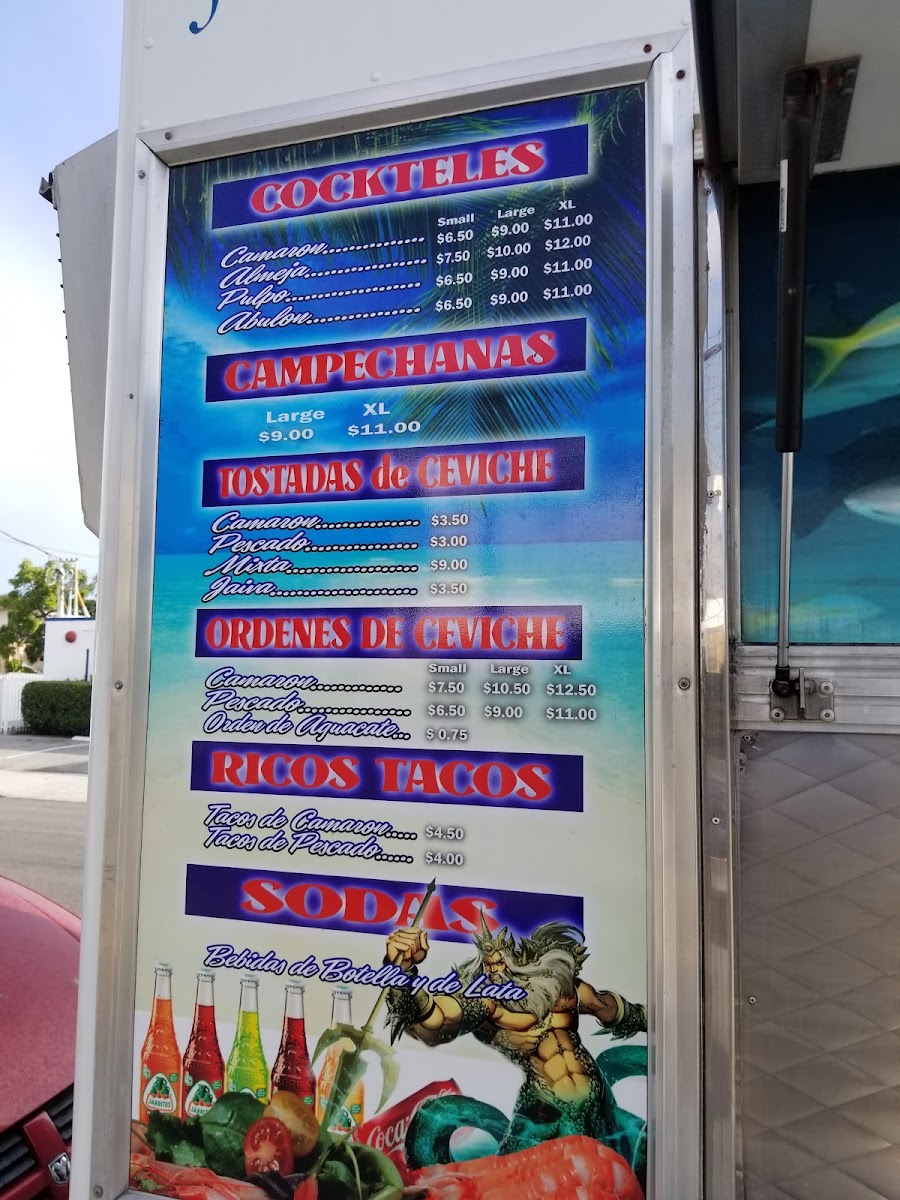 COCKTELES
Small Large XL
Camaron............... $6.50 $9.00 $11.00
Almeja............... $7.50 $10.00 $12.00
Pulpo............... $6.50 $9.00 $11.00
Abulon............... $6.50 $9.00 $11.00
CAMPECHANAS
Large XL
$9.00 $11.00
TOSTADAS de CEVICHE
Camaron............... $3.50
Pescado............... $3.00
Mixta................. $9.00
Jaiva................... $3.50
ORDENES DE CEVICHE
Small Large XL
Camaron............. $7.50 $10.50 $12.50
Pescado............... $6.50 $9.00 $11.00
Orden de Aquacate... $ 0.75
RICOS TACOS
Tacos de Camaron..... $4.50
Tacos de Pescado...... $4.00
SODAS
Bebidas de Botella y de Lata
JARRITOS
JARRITOS
Coca-Cola